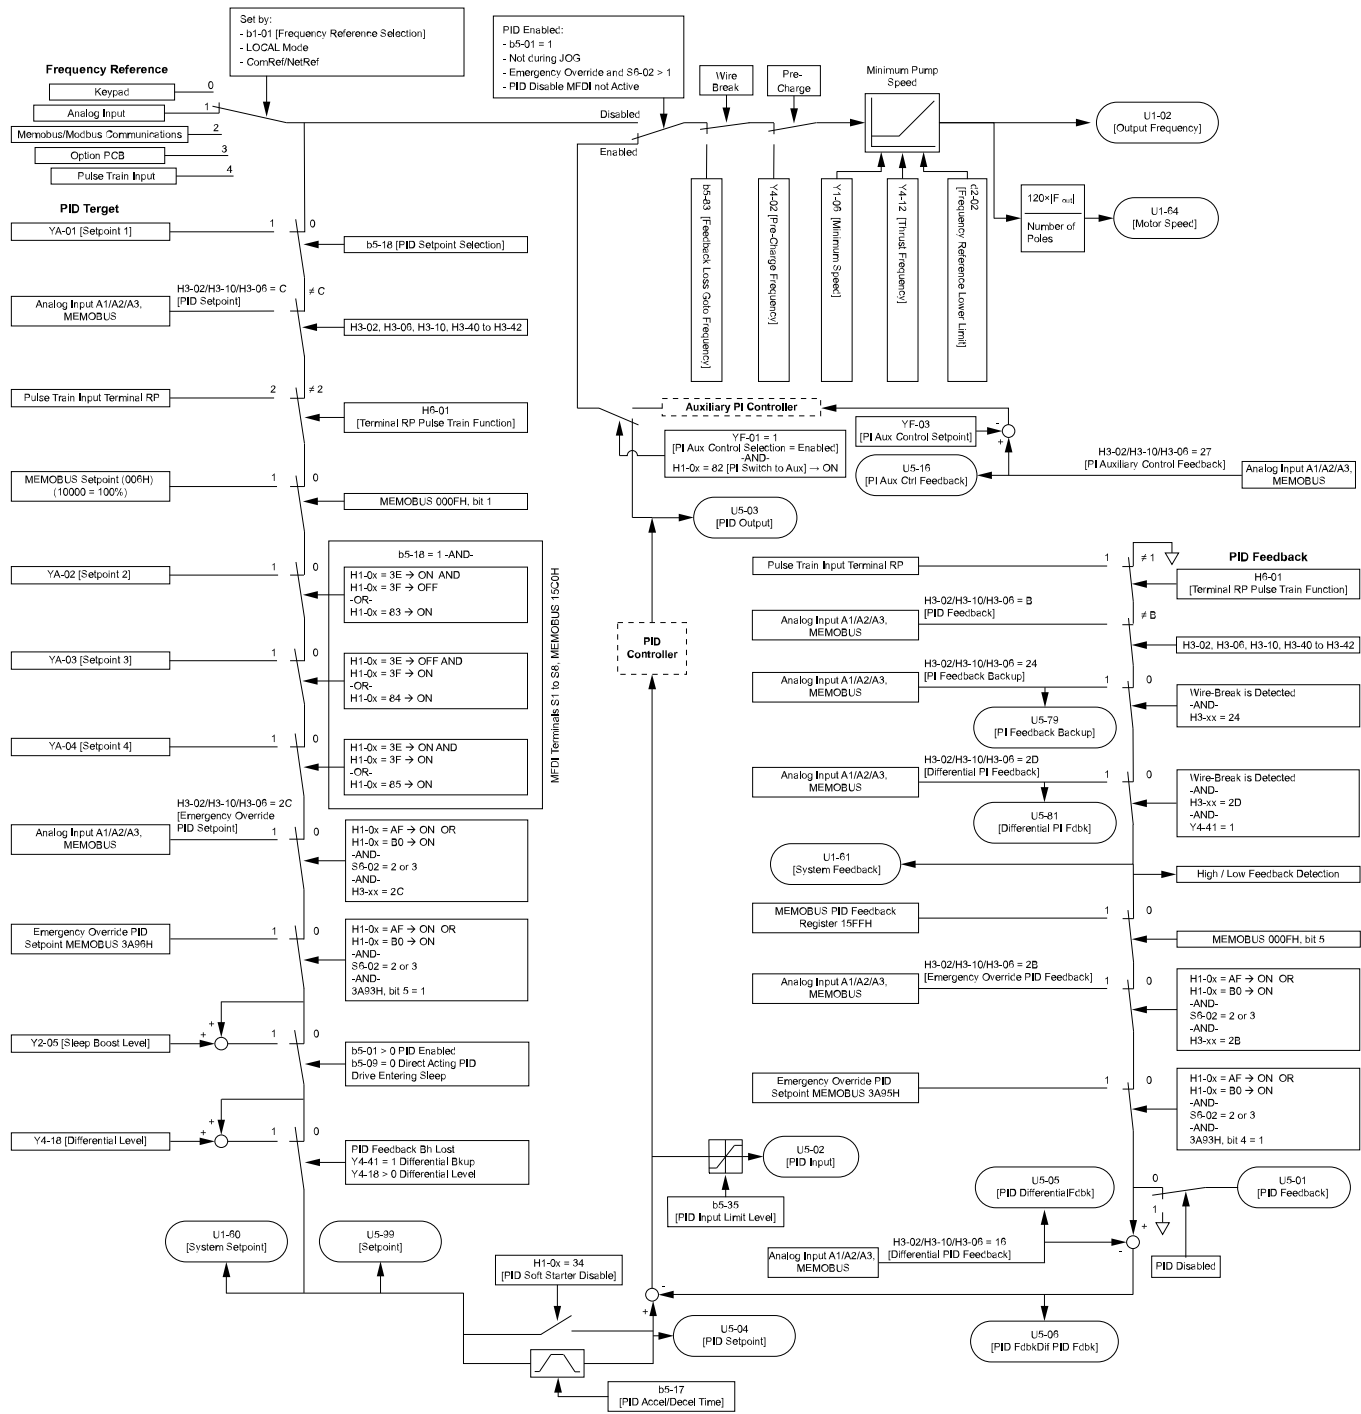 Set by:
- b1-01 [Frequency Reference Selection]
- LOCAL Mode
- ComRef/NetRef
PID Enabled:
- b5-01 = 1
- Not during JOG
- Emergency Override and S6-02 > 1
- PID Disable MFDI not Active
Wire
Break
Pre-
Charge
Minimum Pump
Speed
Frequency Reference
Keypad
0
Analog Input
1
Memobus/Modbus Communications
2
Option PCB
3
Pulse Train Input
4
Disabled
Enabled
U1-02
[Output Frequency]
b5-83 [Feedback Loss Goto Frequency]
Y4-02 [Pre-Charge Frequency]
Y1-06 [Minimum Speed]
Y4-12 [Thrust Frequency]
d2-02
[Frequency Reference Lower Limit]
120×|F out|
Number of
Poles
U1-64
[Motor Speed]
PID Terget
YA-01 [Setpoint 1]
1
0
b5-18 [PID Setpoint Selection]
Analog Input A1/A2/A3,
MEMOBUS
H3-02/H3-10/H3-06 = C
[PID Setpoint]
≠ C
H3-02, H3-06, H3-10, H3-40 to H3-42
Pulse Train Input Terminal RP
2
≠ 2
H6-01
[Terminal RP Pulse Train Function]
MEMOBUS Setpoint (006H)
(10000 = 100%)
1
0
MEMOBUS 000FH, bit 1
b5-18 = 1 -AND-
YA-02 [Setpoint 2]
1
0
H1-0x = 3E → ON AND
H1-0x = 3F → OFF
-OR-
H1-0x = 83 → ON
YA-03 [Setpoint 3]
1
0
H1-0x = 3E → OFF AND
H1-0x = 3F → ON
-OR-
H1-0x = 84 → ON
YA-04 [Setpoint 4]
1
0
H1-0x = 3E → ON AND
H1-0x = 3F → ON
-OR-
H1-0x = 85 → ON
MFDI Terminals S1 to S8, MEMOBUS 15C0H
H3-02/H3-10/H3-06 = 2C
[Emergency Override
PID Setpoint]
Analog Input A1/A2/A3,
MEMOBUS
1
0
H1-0x = AF → ON OR
H1-0x = B0 → ON
-AND-
S6-02 = 2 or 3
-AND-
H3-xx = 2C
Emergency Override PID
Setpoint MEMOBUS 3A96H
1
0
H1-0x = AF → ON OR
H1-0x = B0 → ON
-AND-
S6-02 = 2 or 3
-AND-
3A93H, bit 5 = 1
Y2-05 [Sleep Boost Level]
+
+
1
0
b5-01 > 0 PID Enabled
b5-09 = 0 Direct Acting PID
Drive Entering Sleep
Y4-18 [Differential Level]
+
+
1
0
PID Feedback Bh Lost
Y4-41 = 1 Differential Bkup
Y4-18 > 0 Differential Level
U1-60
[System Setpoint]
U5-99
[Setpoint]
H1-0x = 34
[PID Soft Starter Disable]
b5-17
[PID Accel/Decel Time]
-
+
U5-04
[PID Setpoint]
Auxiliary PI Controller
YF-01 = 1
[PI Aux Control Selection = Enabled]
-AND-
H1-0x = 82 [PI Switch to Aux] → ON
YF-03
[PI Aux Control Setpoint]
-
+
U5-16
[PI Aux Ctrl Feedback]
H3-02/H3-10/H3-06 = 27
[PI Auxiliary Control Feedback]
Analog Input A1/A2/A3,
MEMOBUS
U5-03
[PID Output]
PID
Controller
U5-02
[PID Input]
b5-35
[PID Input Limit Level]
PID Feedback
Pulse Train Input Terminal RP
1
≠ 1
H6-01
[Terminal RP Pulse Train Function]
Analog Input A1/A2/A3,
MEMOBUS
H3-02/H3-10/H3-06 = B
[PID Feedback]
1
≠ B
H3-02, H3-06, H3-10, H3-40 to H3-42
Analog Input A1/A2/A3,
MEMOBUS
H3-02/H3-10/H3-06 = 24
[PI Feedback Backup]
1
0
Wire-Break is Detected
-AND-
H3-xx = 24
U5-79
[PI Feedback Backup]
Analog Input A1/A2/A3,
MEMOBUS
H3-02/H3-10/H3-06 = 2D
[Differential PI Feedback]
1
0
Wire-Break is Detected
-AND-
H3-xx = 2D
-AND-
Y4-41 = 1
U5-81
[Differential PI Fdbk]
U1-61
[System Feedback]
High / Low Feedback Detection
MEMOBUS PID Feedback
Register 15FFH
1
0
MEMOBUS 000FH, bit 5
Analog Input A1/A2/A3,
MEMOBUS
H3-02/H3-10/H3-06 = 2B
[Emergency Override PID Feedback]
1
0
H1-0x = AF → ON OR
H1-0x = B0 → ON
-AND-
S6-02 = 2 or 3
-AND-
H3-xx = 2B
Emergency Override PID
Setpoint MEMOBUS 3A95H
1
0
H1-0x = AF → ON OR
H1-0x = B0 → ON
-AND-
S6-02 = 2 or 3
-AND-
3A93H, bit 4 = 1
U5-05
[PID DifferentialFdbk]
0
1
U5-01
[PID Feedback]
PID Disabled
Analog Input A1/A2/A3,
MEMOBUS
H3-02/H3-10/H3-06 = 16
[Differential PID Feedback]
+
-
U5-06
[PID FdbkDif PID Fdbk]